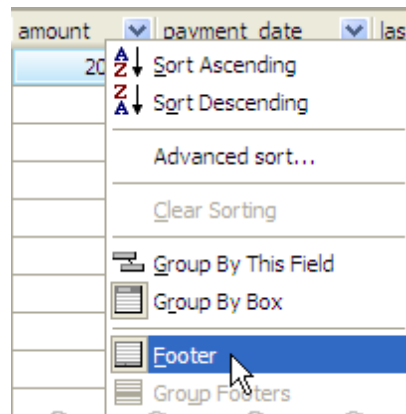 amount payment_date las
20
Sort Ascending
Sort Descending
Advanced sort...
Clear Sorting
Group By This Field
Group By Box
Footer
Group Footers